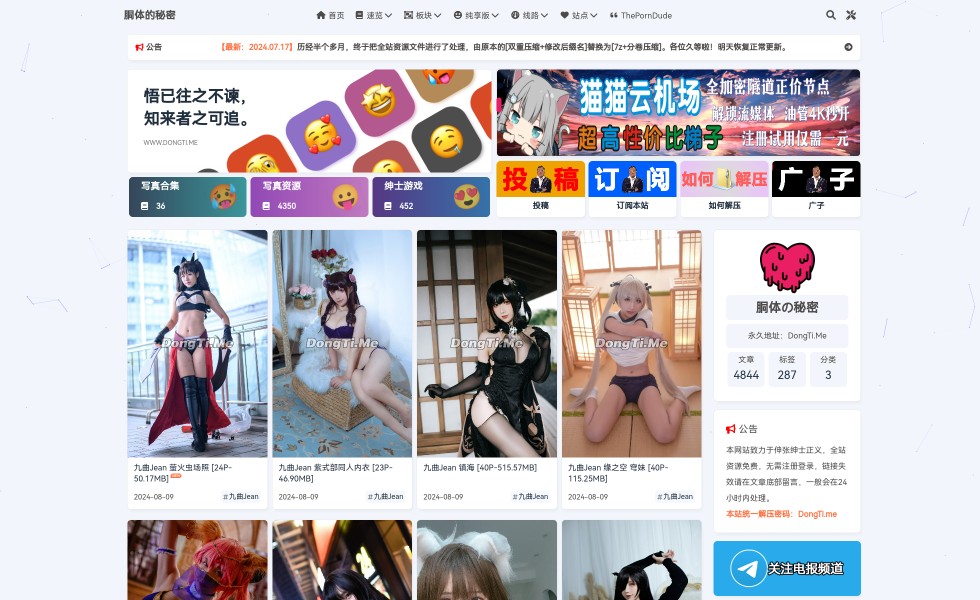 胴体的秘密
首页 速览 板块 纯享版 线路 站点 ThePornDude
公告
【最新：2024.07.17】历经半个多月，终于把全站资源文件进行了处理，由原本的[双重压缩+修改后缀名]替换为[7z+分卷压缩]。各位久等啦！明天恢复正常更新。
悟已往之不谏，
知来者之可追。
WWW.DONGTI.ME
写真合集
36
写真资源
4350
绅士游戏
452
猫猫云机场
超高性价比梯子
全加密隧道正价节点
解锁流媒体 油管4K秒开
注册试用仅需一元
投稿
投稿
订阅
订阅本站
如何解压
如何解压
广子
广子
DongTi.Me
DongTi.Me
DongTi.Me
DongTi.Me
九曲Jean 萤火虫场照 [24P-
50.17MB]
2024-08-09 #九曲Jean
九曲Jean 紫式部同人内衣 [23P-
46.90MB]
2024-08-09 #九曲Jean
九曲Jean 镇海 [40P-515.57MB]
2024-08-09 #九曲Jean
九曲Jean 缘之空 穹妹 [40P-
115.25MB]
2024-08-09 #九曲Jean
胴体の秘密
永久地址：DongTi.Me
文章
4844
标签
287
分类
3
公告
本网站致力于伸张绅士正义，全站
资源免费，无需注册登录，链接失
效请在文章底部留言，一般会在24
小时内处理。
本站统一解压密码：DongTi.me
关注电报频道